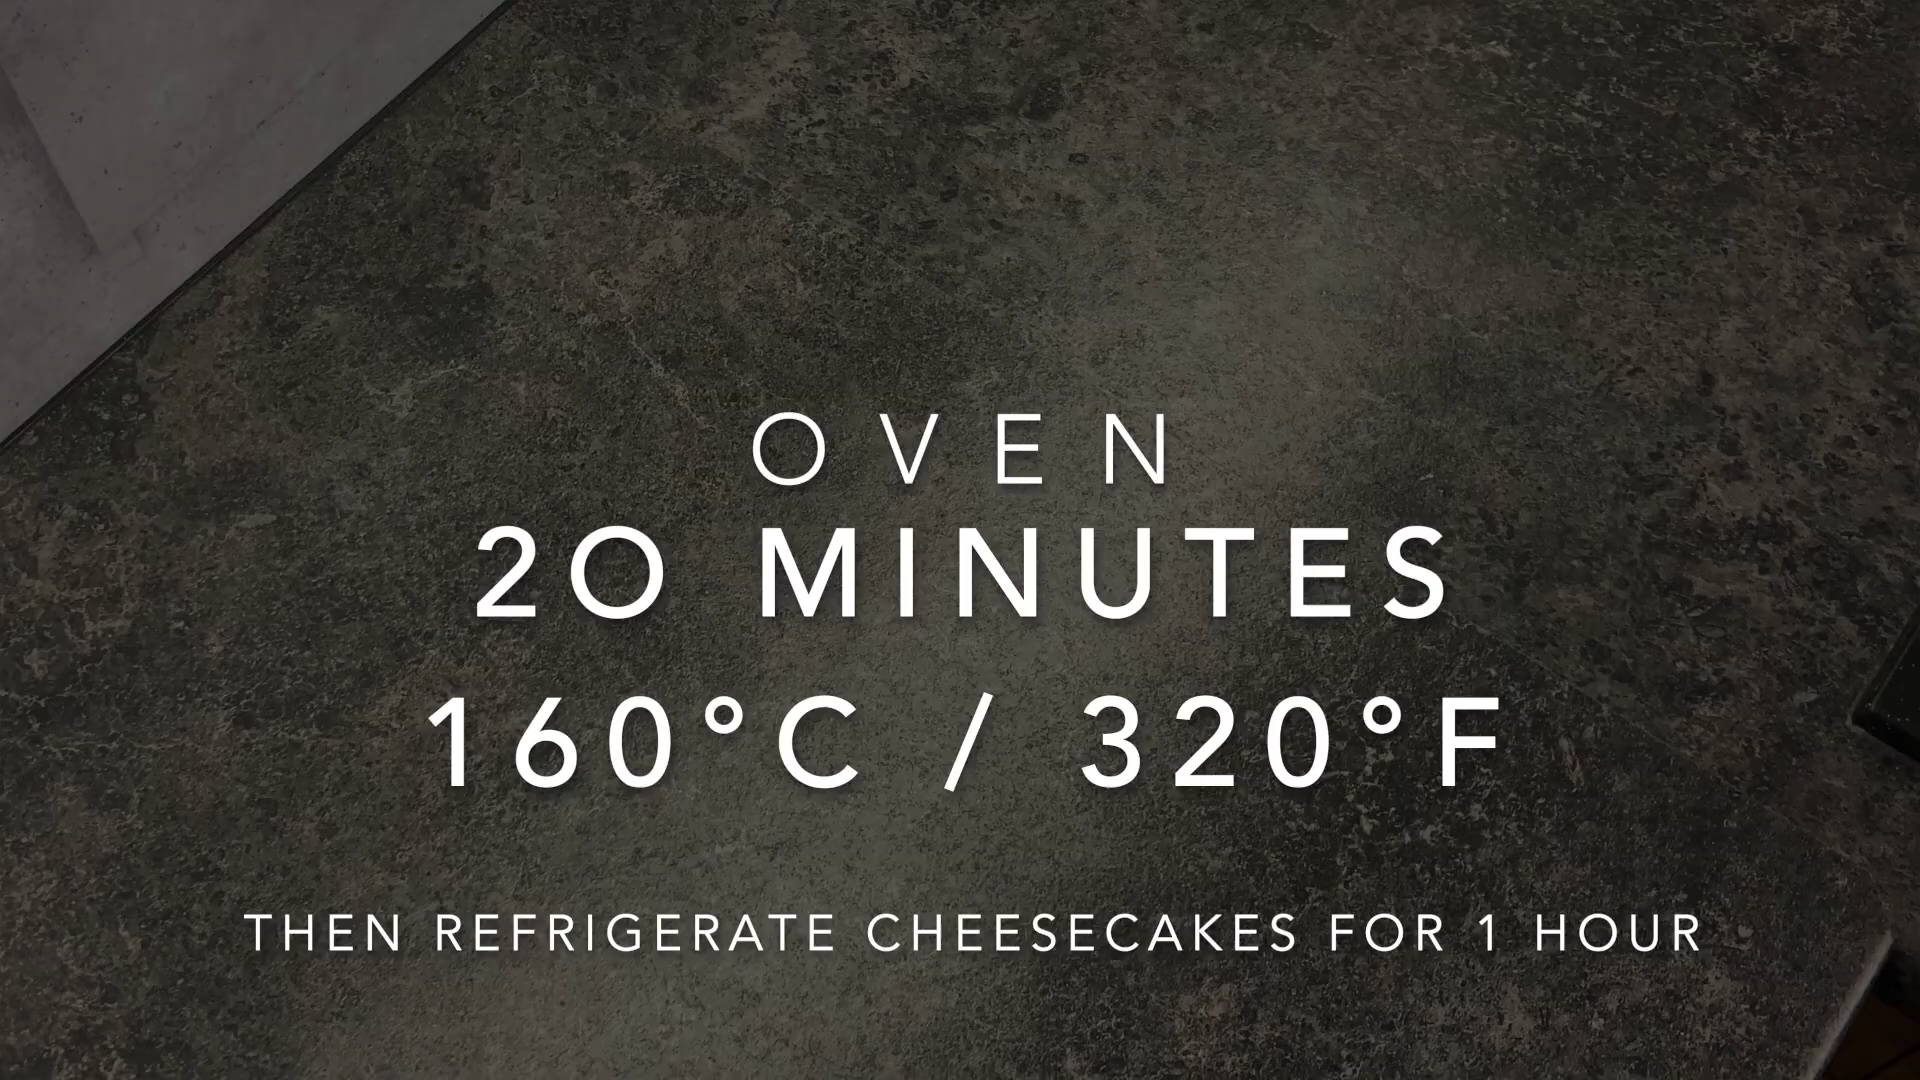 OVEN
20 MINUTES
160°C / 320°F
THEN REFRIGERATE CHEESECAKES FOR 1 HOUR